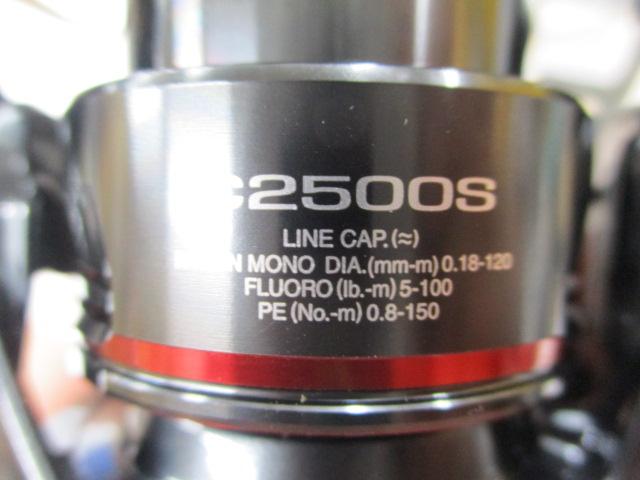 C2500S
LINE CAP.(≈)
MONO DIA.(mm-m) 0.18-120
FLUORO (lb.-m) 5-100
PE (No.-m) 0.8-150